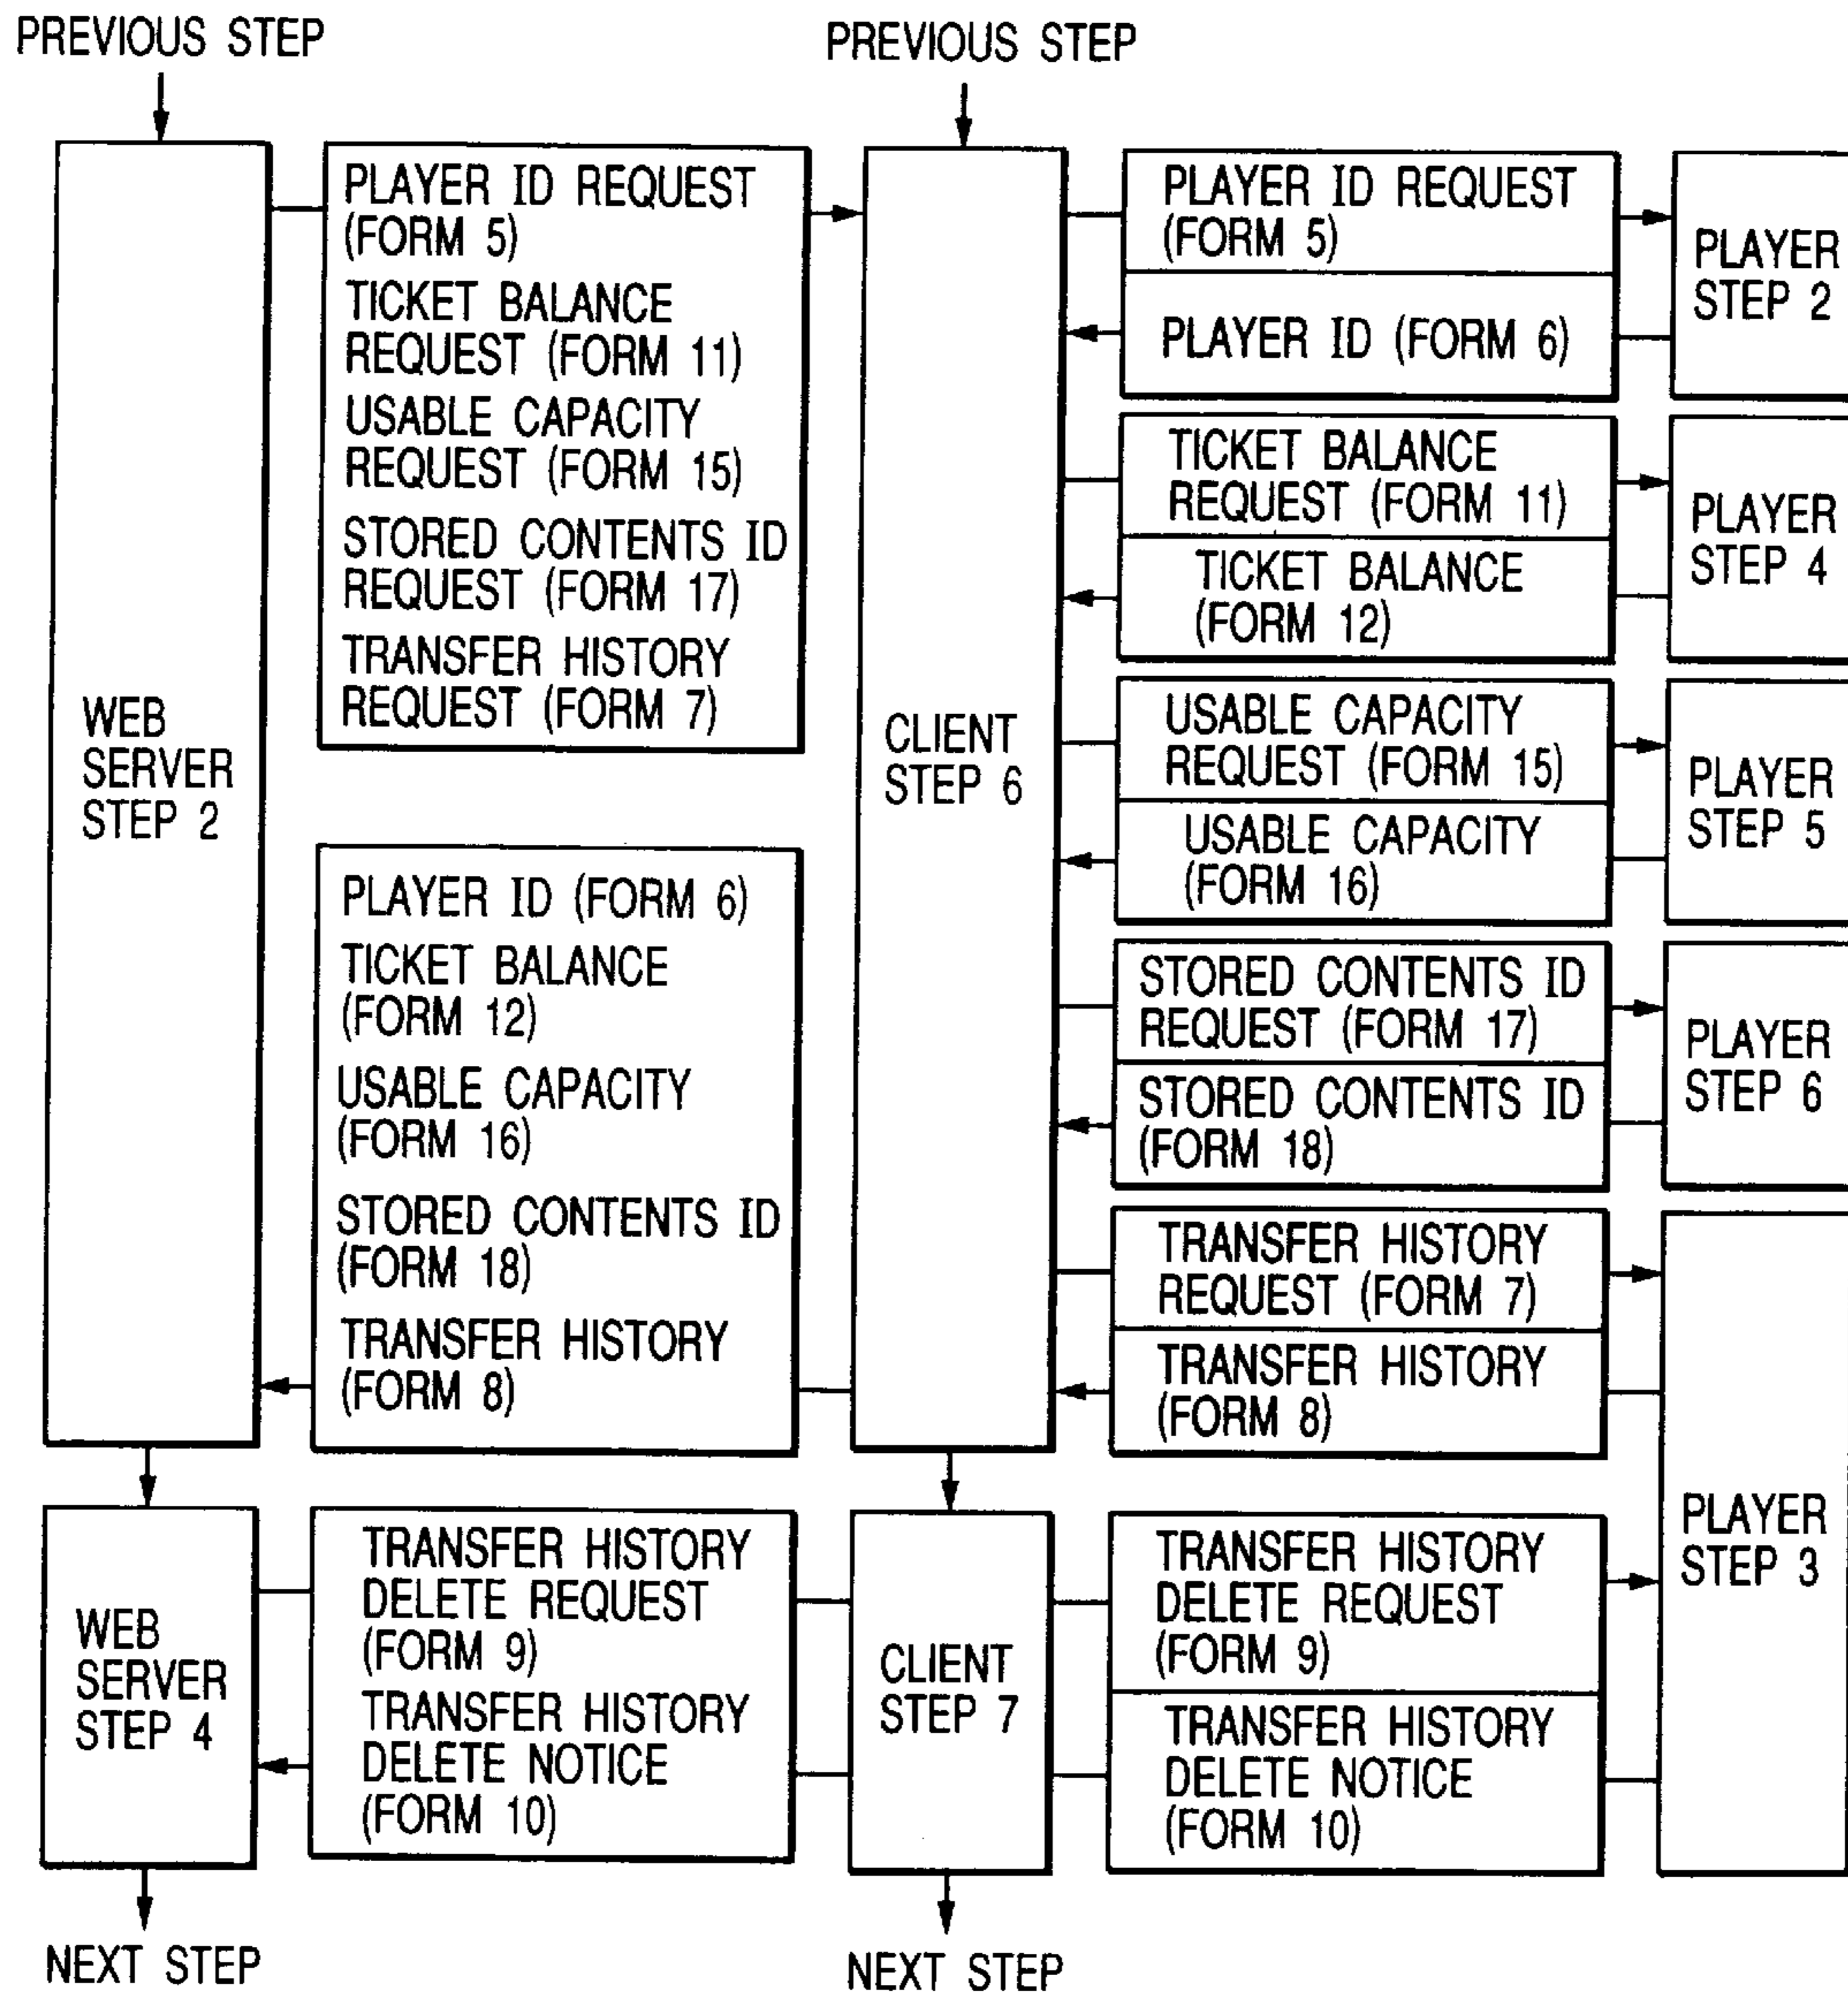 PREVIOUS STEP
PREVIOUS STEP
WEB
SERVER
STEP 2
PLAYER ID REQUEST
(FORM 5)
TICKET BALANCE
REQUEST (FORM 11)
USABLE CAPACITY
REQUEST (FORM 15)
STORED CONTENTS ID
REQUEST (FORM 17)
TRANSFER HISTORY
REQUEST (FORM 7)
PLAYER ID (FORM 6)
TICKET BALANCE
(FORM 12)
USABLE CAPACITY
(FORM 16)
STORED CONTENTS ID
(FORM 18)
TRANSFER HISTORY
(FORM 8)
CLIENT
STEP 6
PLAYER ID REQUEST
(FORM 5)
PLAYER ID (FORM 6)
PLAYER
STEP 2
TICKET BALANCE
REQUEST (FORM 11)
TICKET BALANCE
(FORM 12)
PLAYER
STEP 4
USABLE CAPACITY
REQUEST (FORM 15)
USABLE CAPACITY
(FORM 16)
PLAYER
STEP 5
STORED CONTENTS ID
REQUEST (FORM 17)
STORED CONTENTS ID
(FORM 18)
PLAYER
STEP 6
TRANSFER HISTORY
REQUEST (FORM 7)
TRANSFER HISTORY
(FORM 8)
PLAYER
STEP 3
WEB
SERVER
STEP 4
TRANSFER HISTORY
DELETE REQUEST
(FORM 9)
TRANSFER HISTORY
DELETE NOTICE
(FORM 10)
CLIENT
STEP 7
TRANSFER HISTORY
DELETE REQUEST
(FORM 9)
TRANSFER HISTORY
DELETE NOTICE
(FORM 10)
NEXT STEP
NEXT STEP